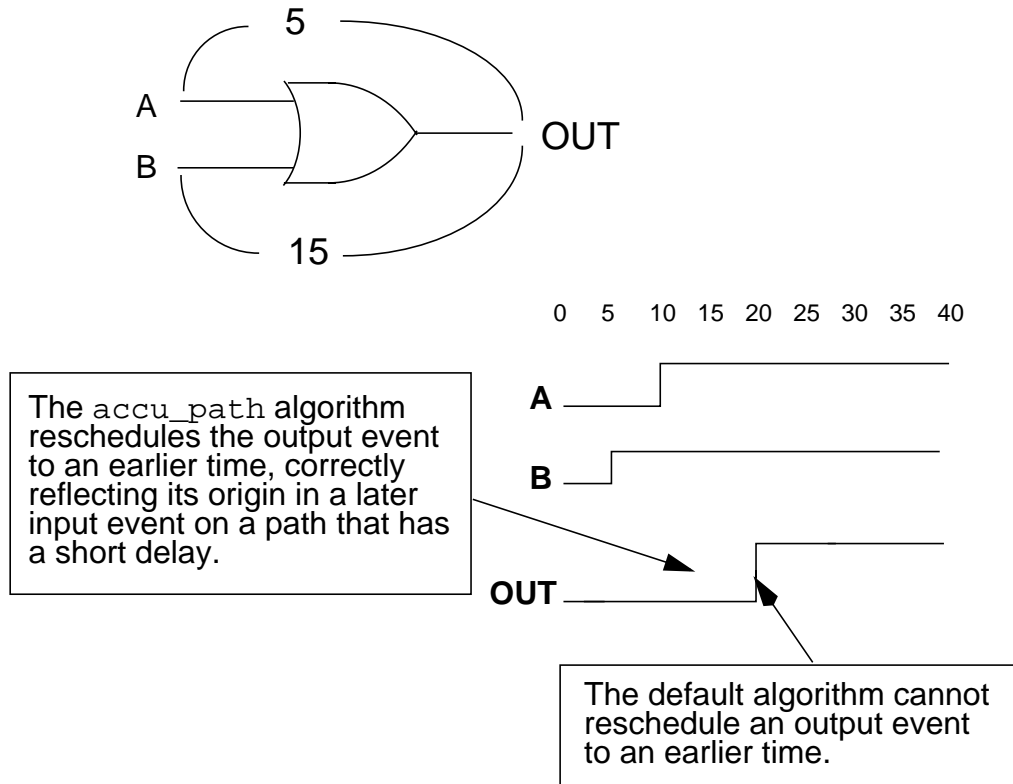 5
A
B
OUT
15
0 5 10 15 20 25 30 35 40
A
B
OUT
The accu_path algorithm
reschedules the output event
to an earlier time, correctly
reflecting its origin in a later
input event on a path that has
a short delay.
The default algorithm cannot
reschedule an output event
to an earlier time.